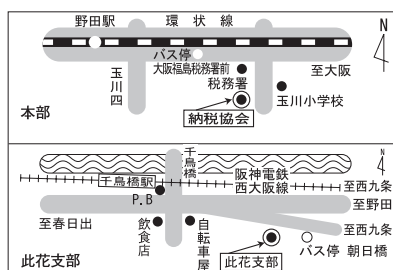 野田駅
環状線
N
バス停
大阪福島税務署前
税務署
至大阪
玉川四
玉川小学校
納税協会
本部
千鳥橋
N
阪神電鉄
西大阪線
千鳥橋駅
至西九条
P.B
至野田
至春日出
飲食店
自転車屋
至西九条
此花支部
バス停 朝日橋
此花支部